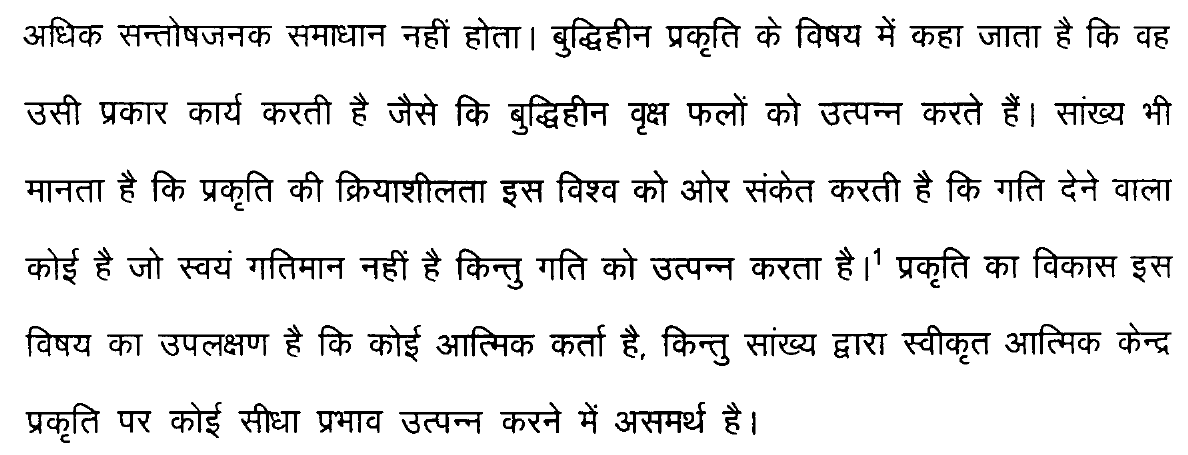 अधिक सन्तोषजनक समाधान नहीं होता। बुद्धिहीन प्रकृति के विषय में कहा जाता है कि वह
उसी प्रकार कार्य करती है जैसे कि बुद्धिहीन वृक्ष फलों को उत्पन्न करते हैं। सांख्य भी
मानता है कि प्रकृति की क्रियाशीलता इस विश्व को ओर संकेत करती है कि गति देने वाला
कोई है जो स्वयं गतिमान नहीं है किन्तु गति को उत्पन्न करता है।¹ प्रकृति का विकास इस
विषय का उपलक्षण है कि कोई आत्मिक कर्ता है, किन्तु सांख्य द्वारा स्वीकृत आत्मिक केन्द्र
प्रकृति पर कोई सीधा प्रभाव उत्पन्न करने में असमर्थ है।